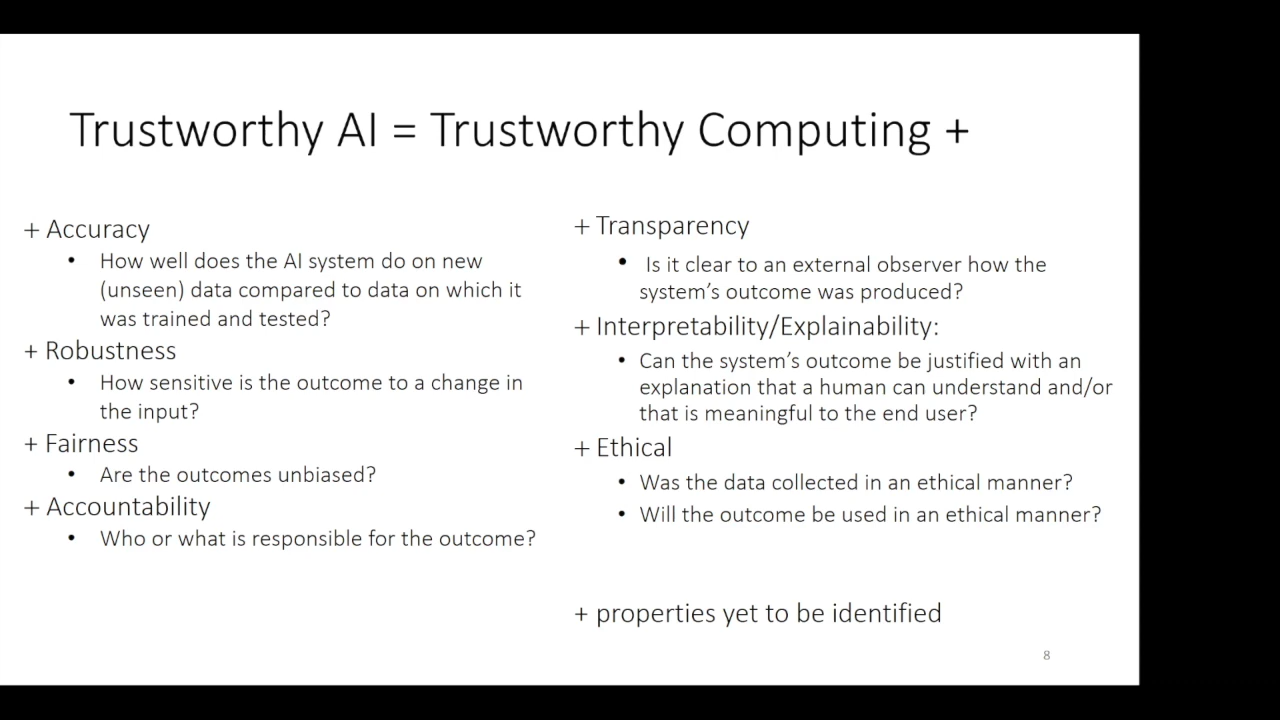 Trustworthy AI = Trustworthy Computing +
+ Accuracy
• How well does the AI system do on new
(unseen) data compared to data on which it
was trained and tested?
+ Robustness
• How sensitive is the outcome to a change in
the input?
+ Fairness
• Are the outcomes unbiased?
+ Accountability
• Who or what is responsible for the outcome?
+ Transparency
• Is it clear to an external observer how the
system’s outcome was produced?
+ Interpretability/Explainability:
• Can the system’s outcome be justified with an
explanation that a human can understand and/or
that is meaningful to the end user?
+ Ethical
• Was the data collected in an ethical manner?
• Will the outcome be used in an ethical manner?
+ properties yet to be identified
8